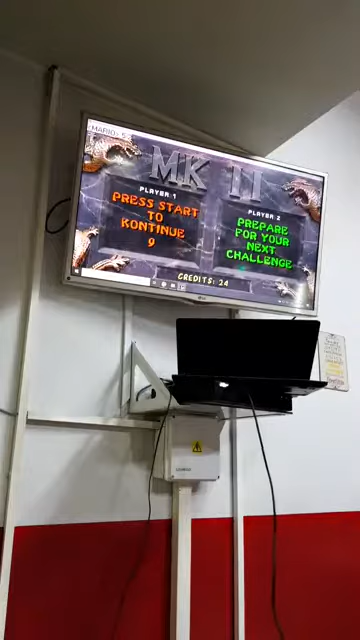 MK II
PLAYER 1
PRESS START
TO
KONTINUE
9
PLAYER 2
PREPARE
FOR YOUR
NEXT
CHALLENGE
CREDITS: 24
LG